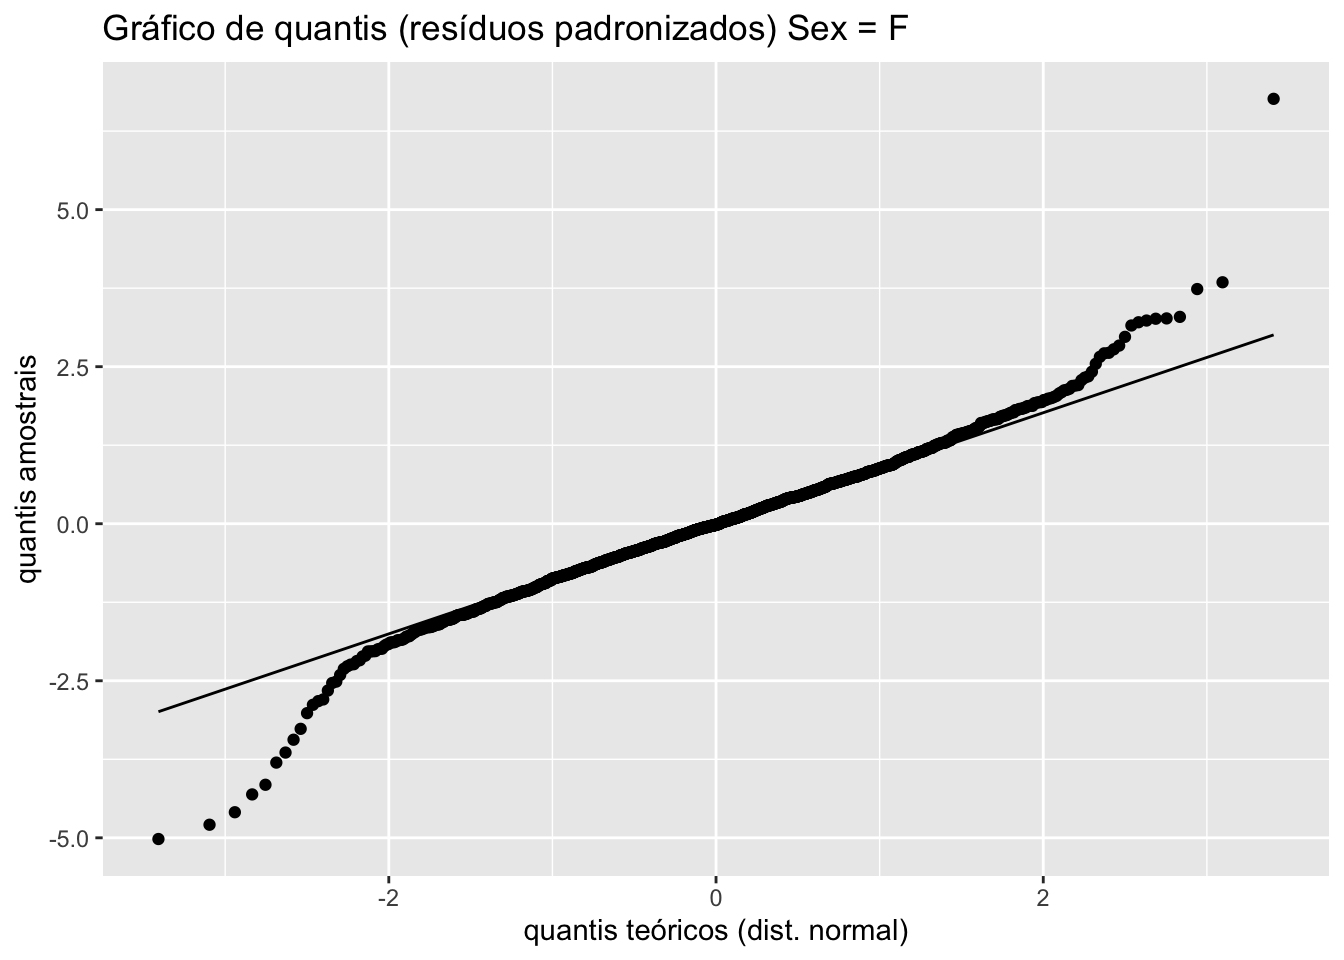 Gráfico de quantis (resíduos padronizados) Sex = F
5.0
2.5
0.0
-2.5
-5.0
quantis amostrais
-2 0 2
quantis teóricos (dist. normal)